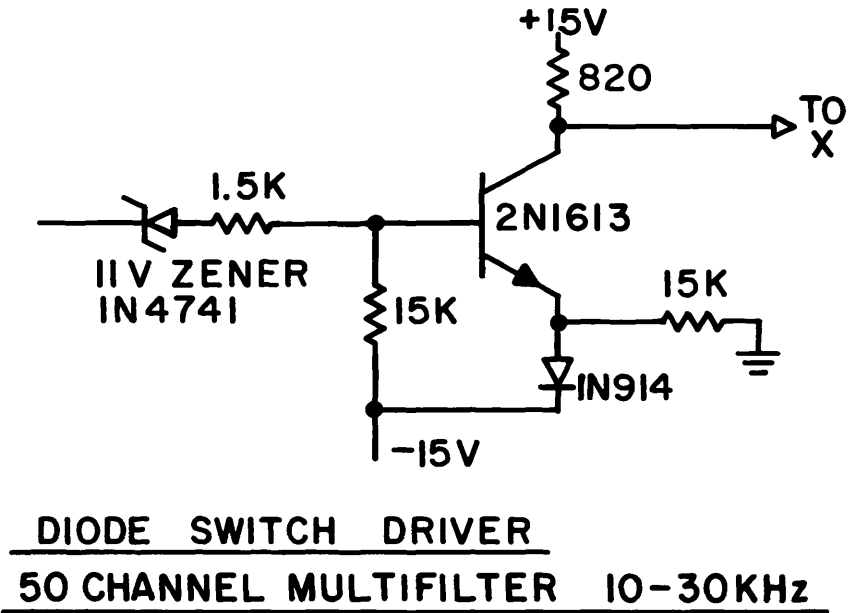 +15V
820
TO
X
1.5K
2N1613
11V ZENER
1N4741
15K
15K
1N914
-15V
DIODE SWITCH DRIVER
50 CHANNEL MULTIFILTER 10-30KHz